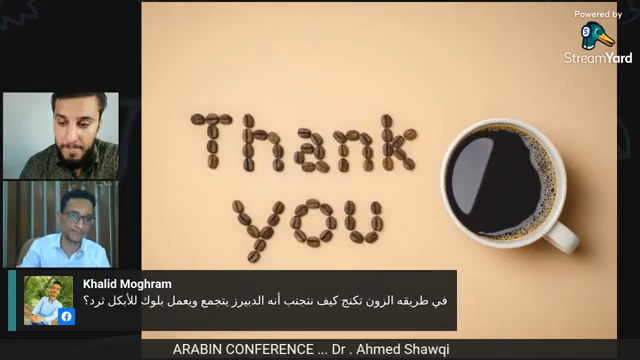 Powered by
StreamYard
Thank
you
Khalid Moghram
في طريقه الزون تكنج كيف نتجنب أنه الدبيرز يتجمع ويعمل بلوك للأبكل ثرد؟
ARABIN CONFERENCE ... Dr . Ahmed Shawqi